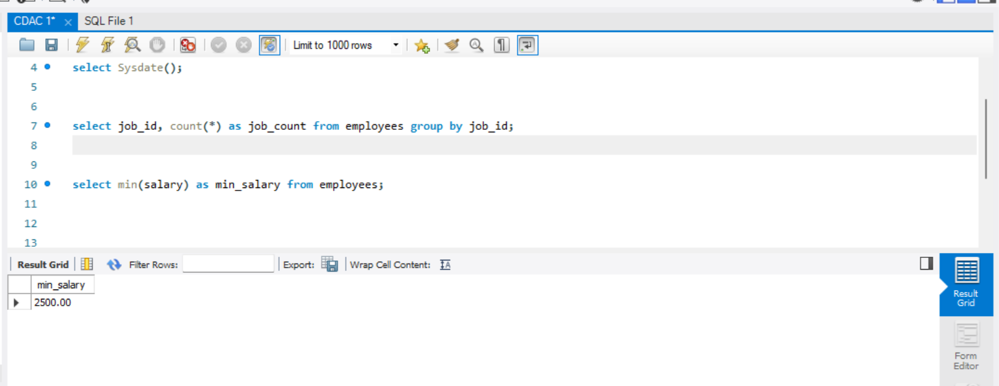 CDAC 1* × SQL File 1
Limit to 1000 rows
4 select Sysdate();
5
6
7 select job_id, count(*) as job_count from employees group by job_id;
8
9
10 select min(salary) as min_salary from employees;
11
12
13
Result Grid Filter Rows: Export: Wrap Cell Content: IA
min_salary
2500.00
Result
Grid
Form
Editor